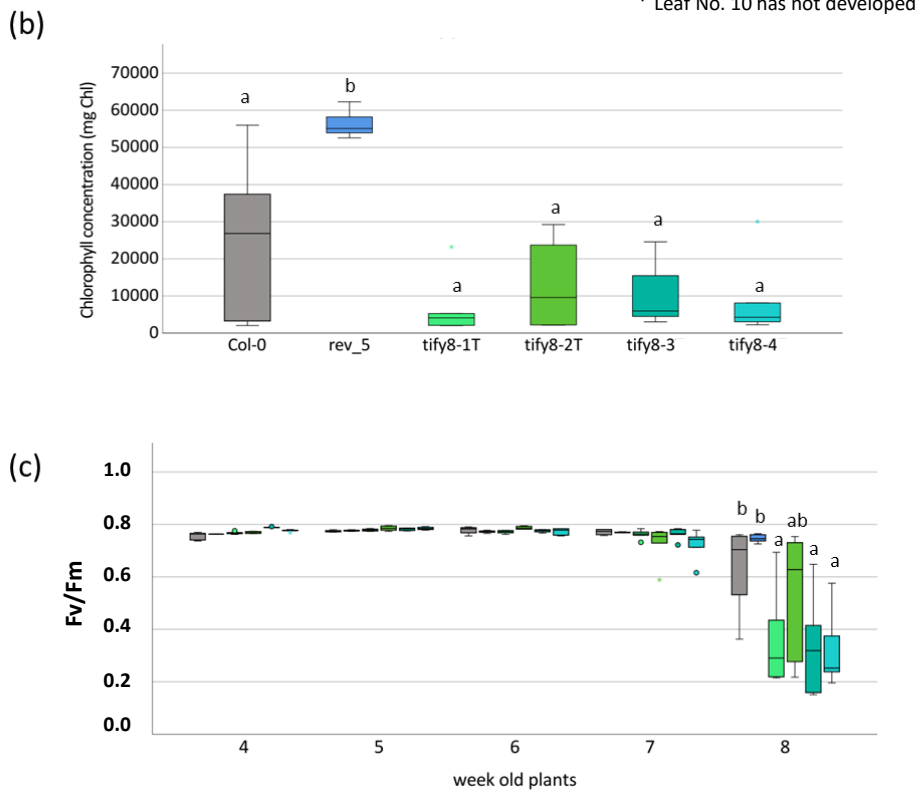 * Leaf No. 10 has not developed
(b)
Chlorophyll concentration (mg Chl)
70000
60000
50000
40000
30000
20000
10000
0
a
b
a
a
a
a
Col-0 rev_5 tify8-1T tify8-2T tify8-3 tify8-4
(c)
Fv/Fm
1.0
0.8
0.6
0.4
0.2
0.0
b b a ab a a
4 5 6 7 8
week old plants